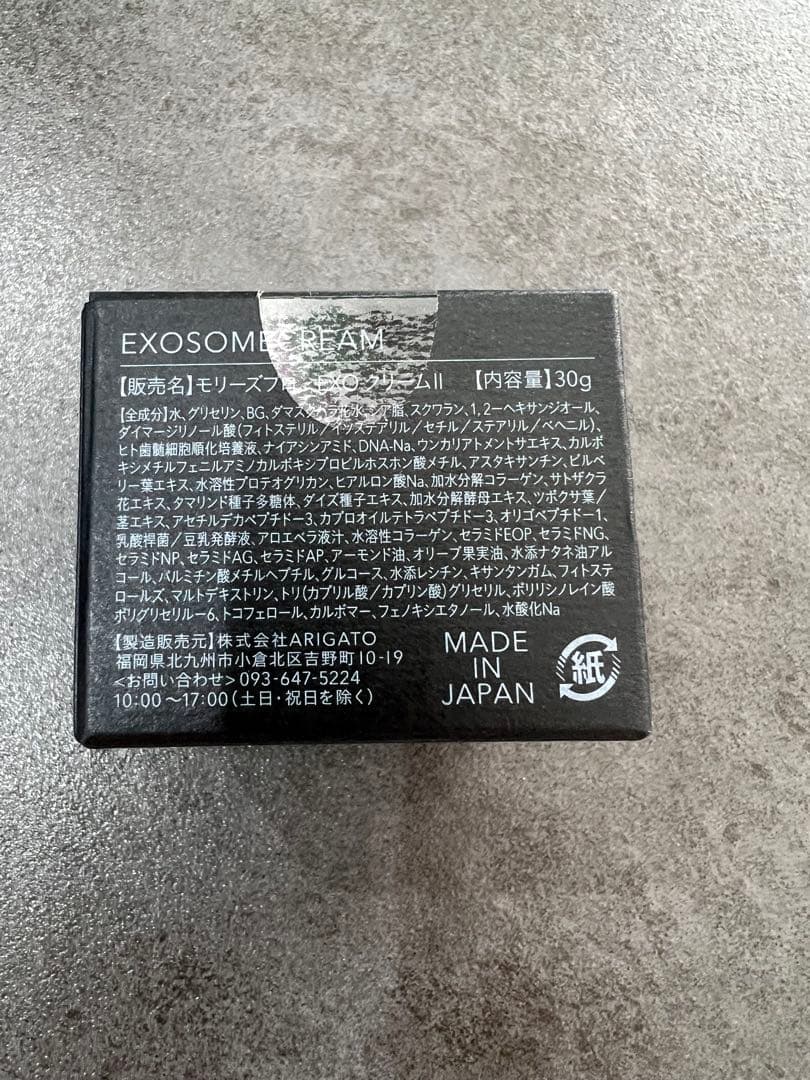 EXOSOMECREAM
【販売名】モリーズプロ EXO クリームII 【内容量】30g
【全成分】水、グリセリン、BG、ダマスクバラ花水、シア脂、スクワラン、1,2-ヘキサンジオール、
ダイマージリノール酸(フィトステリル/イソステアリル/セチル/ステアリル/ベヘニル)、
ヒト歯髄細胞順化培養液、ナイアシンアミド、DNA-Na、ウンカリアトメントサエキス、カルボ
キシメチルフェニルアミノカルボキシプロピルホスホン酸メチル、アスタキサンチン、ビルベ
リー葉エキス、水溶性プロテオグリカン、ヒアルロン酸Na、加水分解コラーゲン、サトザクラ
花エキス、タマリンド種子多糖体、ダイズ種子エキス、加水分解酵母エキス、ツボクサ葉/
茎エキス、アセチルデカペプチド-3、カプロオイルテトラペプチド-3、オリゴペプチド-1、
乳酸桿菌/豆乳発酵液、アロエベラ液汁、水溶性コラーゲン、セラミドEOP、セラミドNG、
セラミドNP、セラミドAG、セラミドAP、アーモンド油、オリーブ果実油、水添ナタネ油アル
コール、パルミチン酸メチルヘプチル、グルコース、水添レシチン、キサンタンガム、フィトステ
ロールズ、マルトデキストリン、トリ(カプリル酸/カプリン酸)グリセリル、ポリリシノレイン酸
ポリグリセリル-6、トコフェロール、カルボマー、フェノキシエタノール、水酸化Na
【製造販売元】株式会社ARIGATO
福岡県北九州市小倉北区吉野町10-19
<お問い合わせ> 093-647-5224
10:00〜17:00(土日・祝日を除く)
MADE
IN
JAPAN
紙